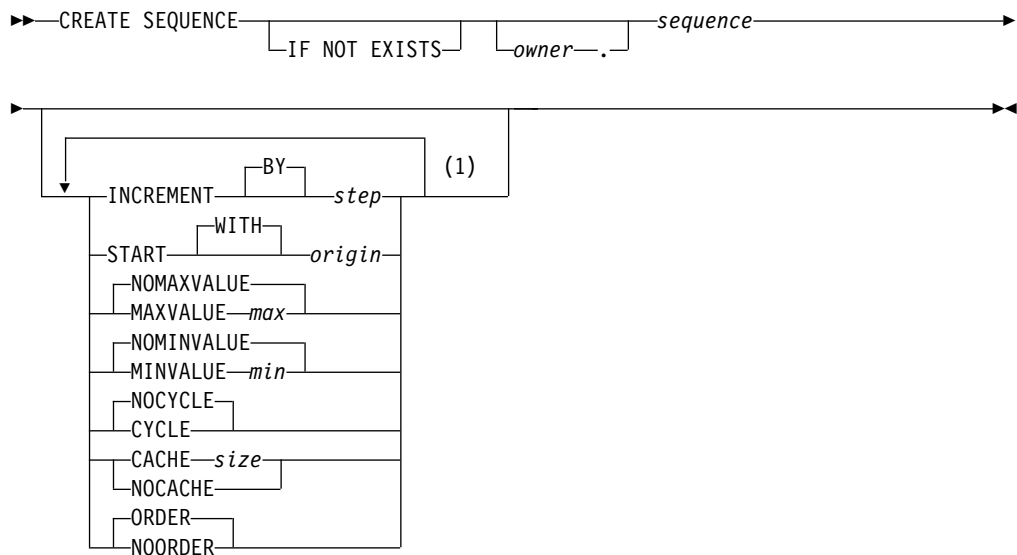 CREATE SEQUENCE sequence
IF NOT EXISTS owner .
(1)
BY
INCREMENT step
WITH
START origin
NOMAXVALUE
MAXVALUE max
NOMINVALUE
MINVALUE min
NOCYCLE
CYCLE
CACHE size
NOCACHE
ORDER
NOORDER